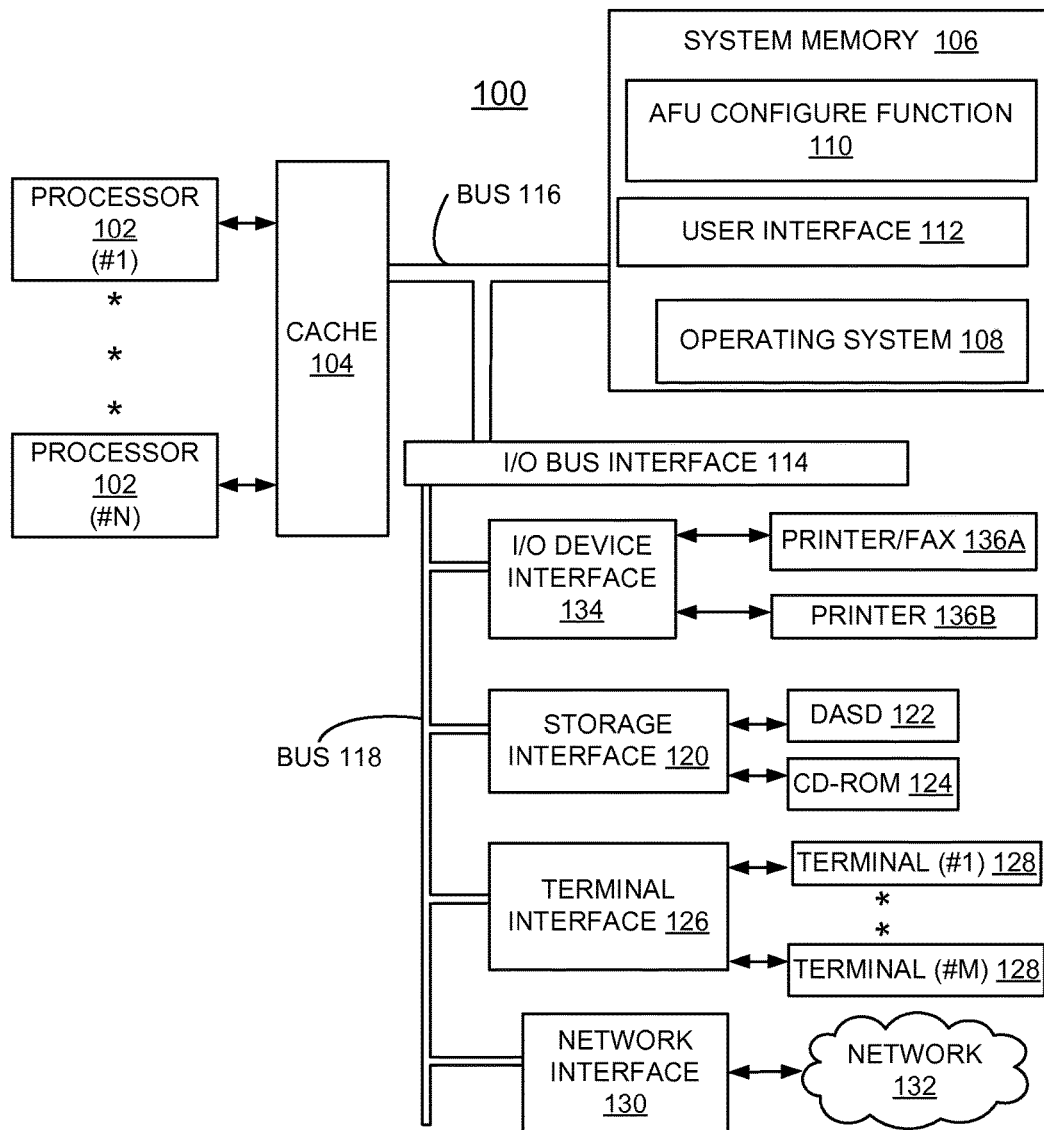 SYSTEM MEMORY 106
100
AFU CONFIGURE FUNCTION
110
BUS 116
PROCESSOR
102
(#1)
USER INTERFACE 112
*
*
*
CACHE
104
OPERATING SYSTEM 108
PROCESSOR
102
(#N)
I/O BUS INTERFACE 114
I/O DEVICE
INTERFACE
134
PRINTER/FAX 136A
PRINTER 136B
BUS 118
STORAGE
INTERFACE 120
DASD 122
CD-ROM 124
TERMINAL
INTERFACE 126
TERMINAL (#1) 128
*
*
TERMINAL (#M) 128
NETWORK
INTERFACE
130
NETWORK
132